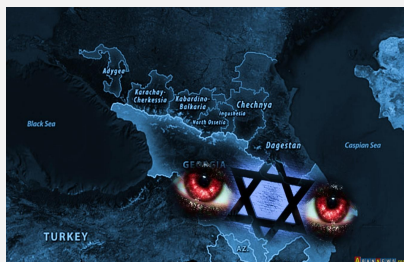 Adygea
Karachay-
Cherkessia
Kabardino-
Balkaria
Chechnya
Ingushetia
North Ossetia
Black Sea
Dagestan
Caspian Sea
GEORGIA
TURKEY
AZ.